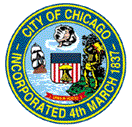 CITY OF CHICAGO
INCORPORATED 4th MARCH 1837